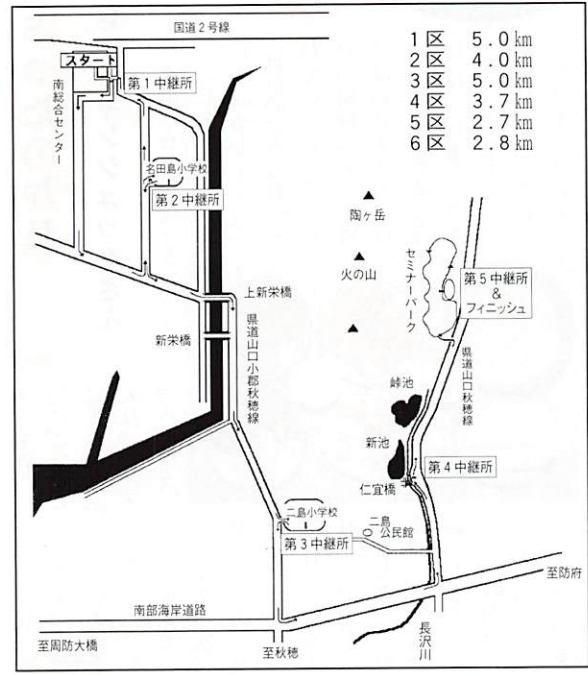 国道2号線
1区 5.0km
2区 4.0km
3区 5.0km
4区 3.7km
5区 2.7km
6区 2.8km
スタート
第1中継所
南総合センター
名田島小学校
第2中継所
陶ヶ岳
火の山
セミナーパーク
第5中継所
&
フィニッシュ
上新栄橋
新栄橋
県道山口小郡秋穂線
県道山口秋穂線
峠池
新池
第4中継所
仁宜橋
二島小学校
二島
公民館
第3中継所
至防府
南部海岸道路
長沢川
至周防大橋
至秋穂